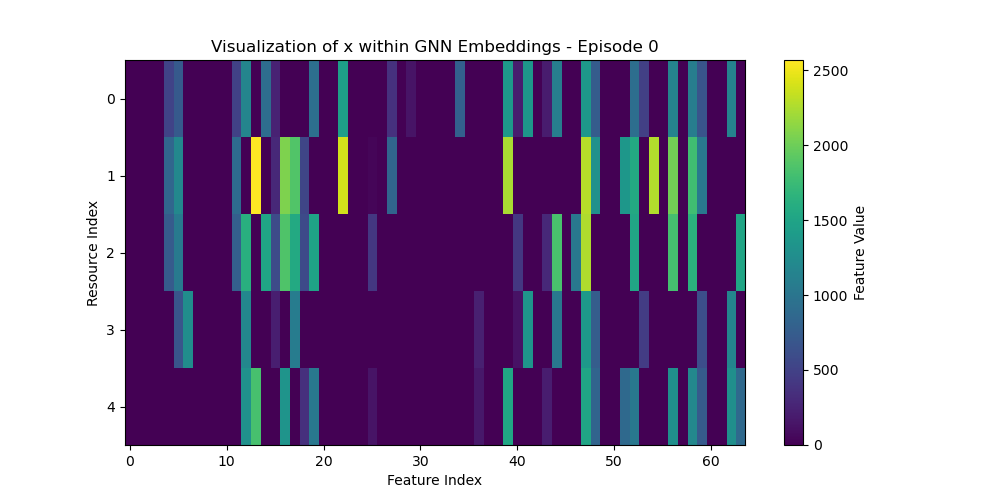 Visualization of x within GNN Embeddings - Episode 0
Resource Index
0
1
2
3
4
0 10 20 30 40 50 60
Feature Index
2500
2000
1500
1000
500
0
Feature Value